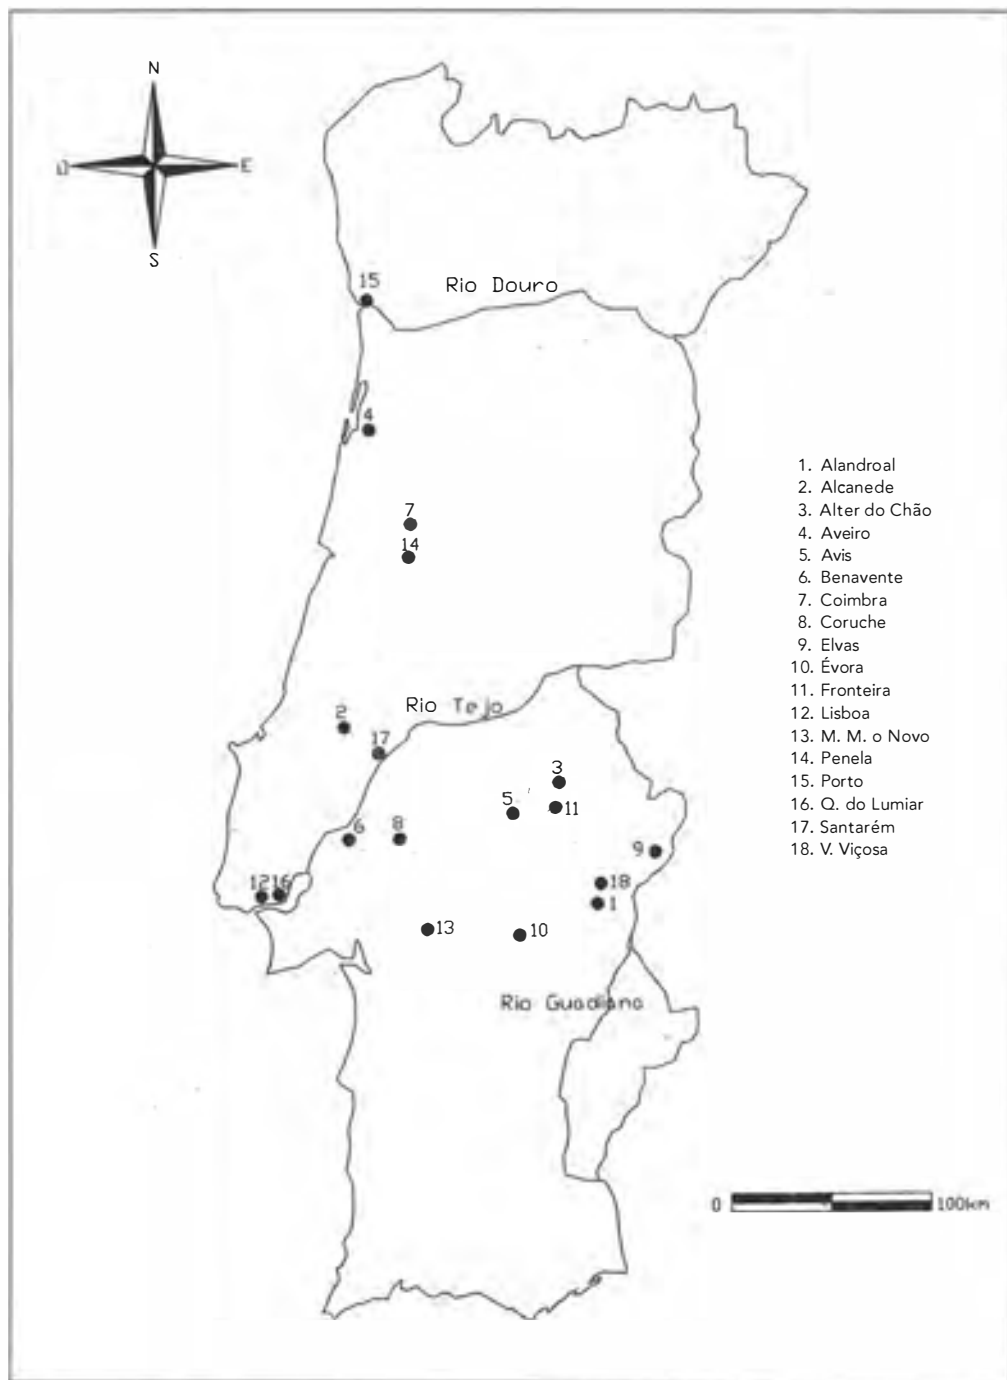 N
O E
S
15
Rio Douro
4
7
14
Rio Tejo
2
17
3
5
11
6
8
9
12 16
18
1
13
10
Rio Guadiana
1. Alandroal
2. Alcanede
3. Alter do Chão
4. Aveiro
5. Avis
6. Benavente
7. Coimbra
8. Coruche
9. Elvas
10. Évora
11. Fronteira
12. Lisboa
13. M. M. o Novo
14. Penela
15. Porto
16. Q. do Lumiar
17. Santarém
18. V. Viçosa
0 100km